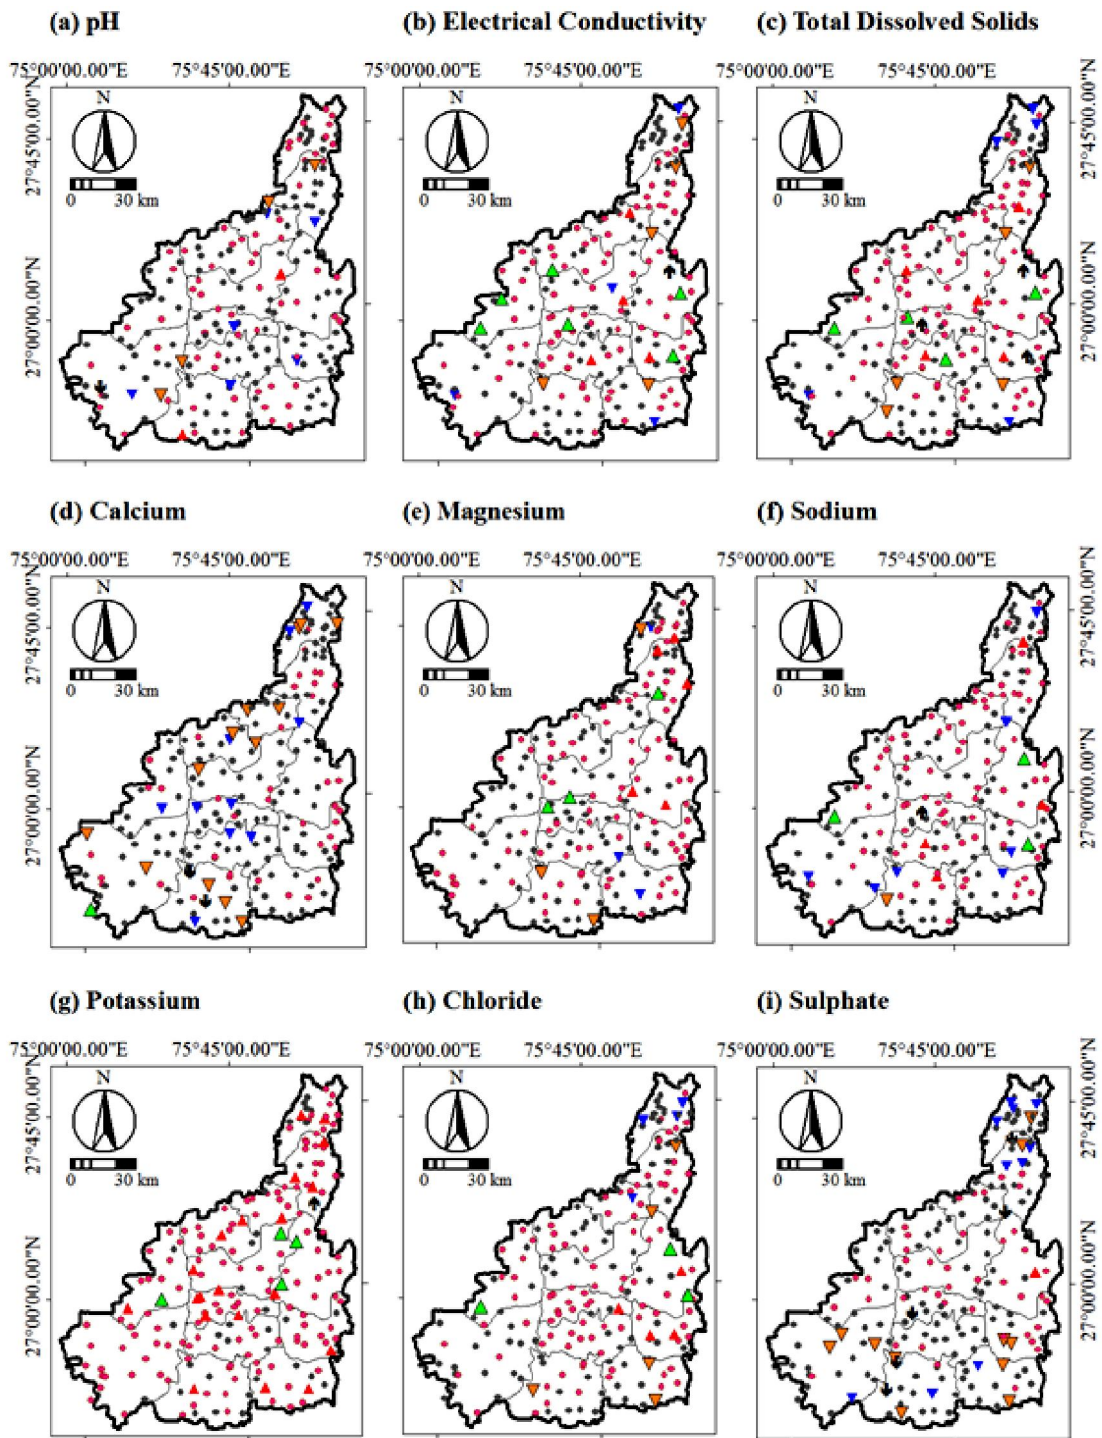 (a) pH (b) Electrical Conductivity (c) Total Dissolved Solids
75°00'00.00"E 75°45'00.00"E 75°00'00.00"E 75°45'00.00"E 75°00'00.00"E 75°45'00.00"E
27°45'00.00"N 27°00'00.00"N N 0 30 km N 0 30 km N 0 30 km 27°45'00.00"N 27°00'00.00"N
(d) Calcium (e) Magnesium (f) Sodium
75°00'00.00"E 75°45'00.00"E 75°00'00.00"E 75°45'00.00"E 75°00'00.00"E 75°45'00.00"E
27°45'00.00"N 27°00'00.00"N N 0 30 km N 0 30 km N 0 30 km 27°45'00.00"N 27°00'00.00"N
(g) Potassium (h) Chloride (i) Sulphate
75°00'00.00"E 75°45'00.00"E 75°00'00.00"E 75°45'00.00"E 75°00'00.00"E 75°45'00.00"E
27°45'00.00"N 27°00'00.00"N N 0 30 km N 0 30 km N 0 30 km 27°45'00.00"N 27°00'00.00"N